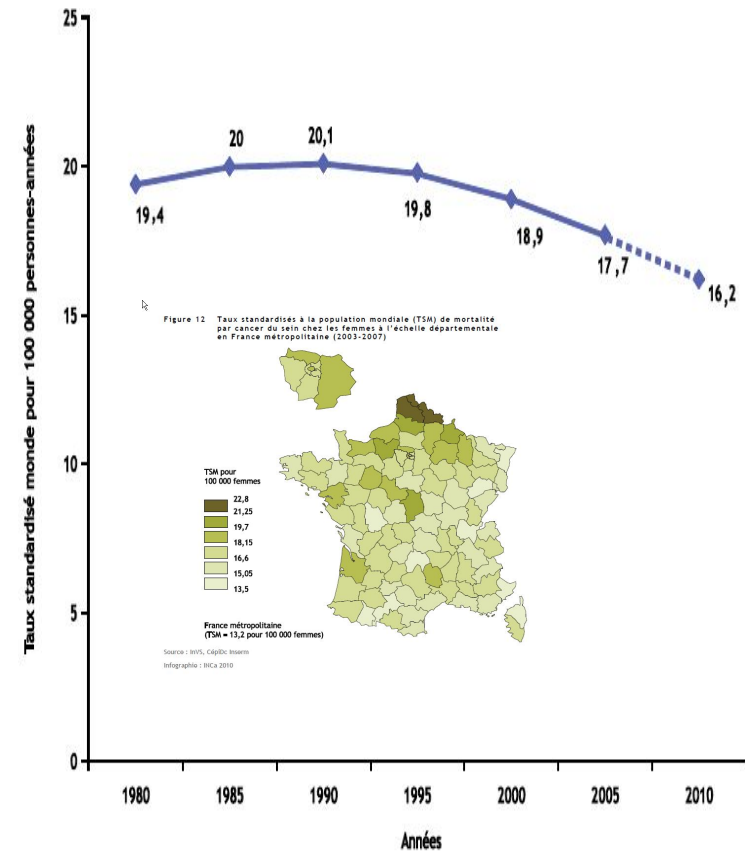 Taux standardisé monde pour 100 000 personnes-années
25
20
15
10
5
0
19,4
20
20,1
19,8
18,9
17,7
16,2
Figure 12 Taux standardisés à la population mondiale (TSM) de mortalité
par cancer du sein chez les femmes à l'échelle départementale
en France métropolitaine (2003-2007)
TSM pour
100 000 femmes
22,8
21,25
19,7
18,15
16,6
15,05
13,5
France métropolitaine
(TSM = 13,2 pour 100 000 femmes)
Source : InVS, CépiDc Inserm
Infographie : INCa 2010
1980 1985 1990 1995 2000 2005 2010
Années